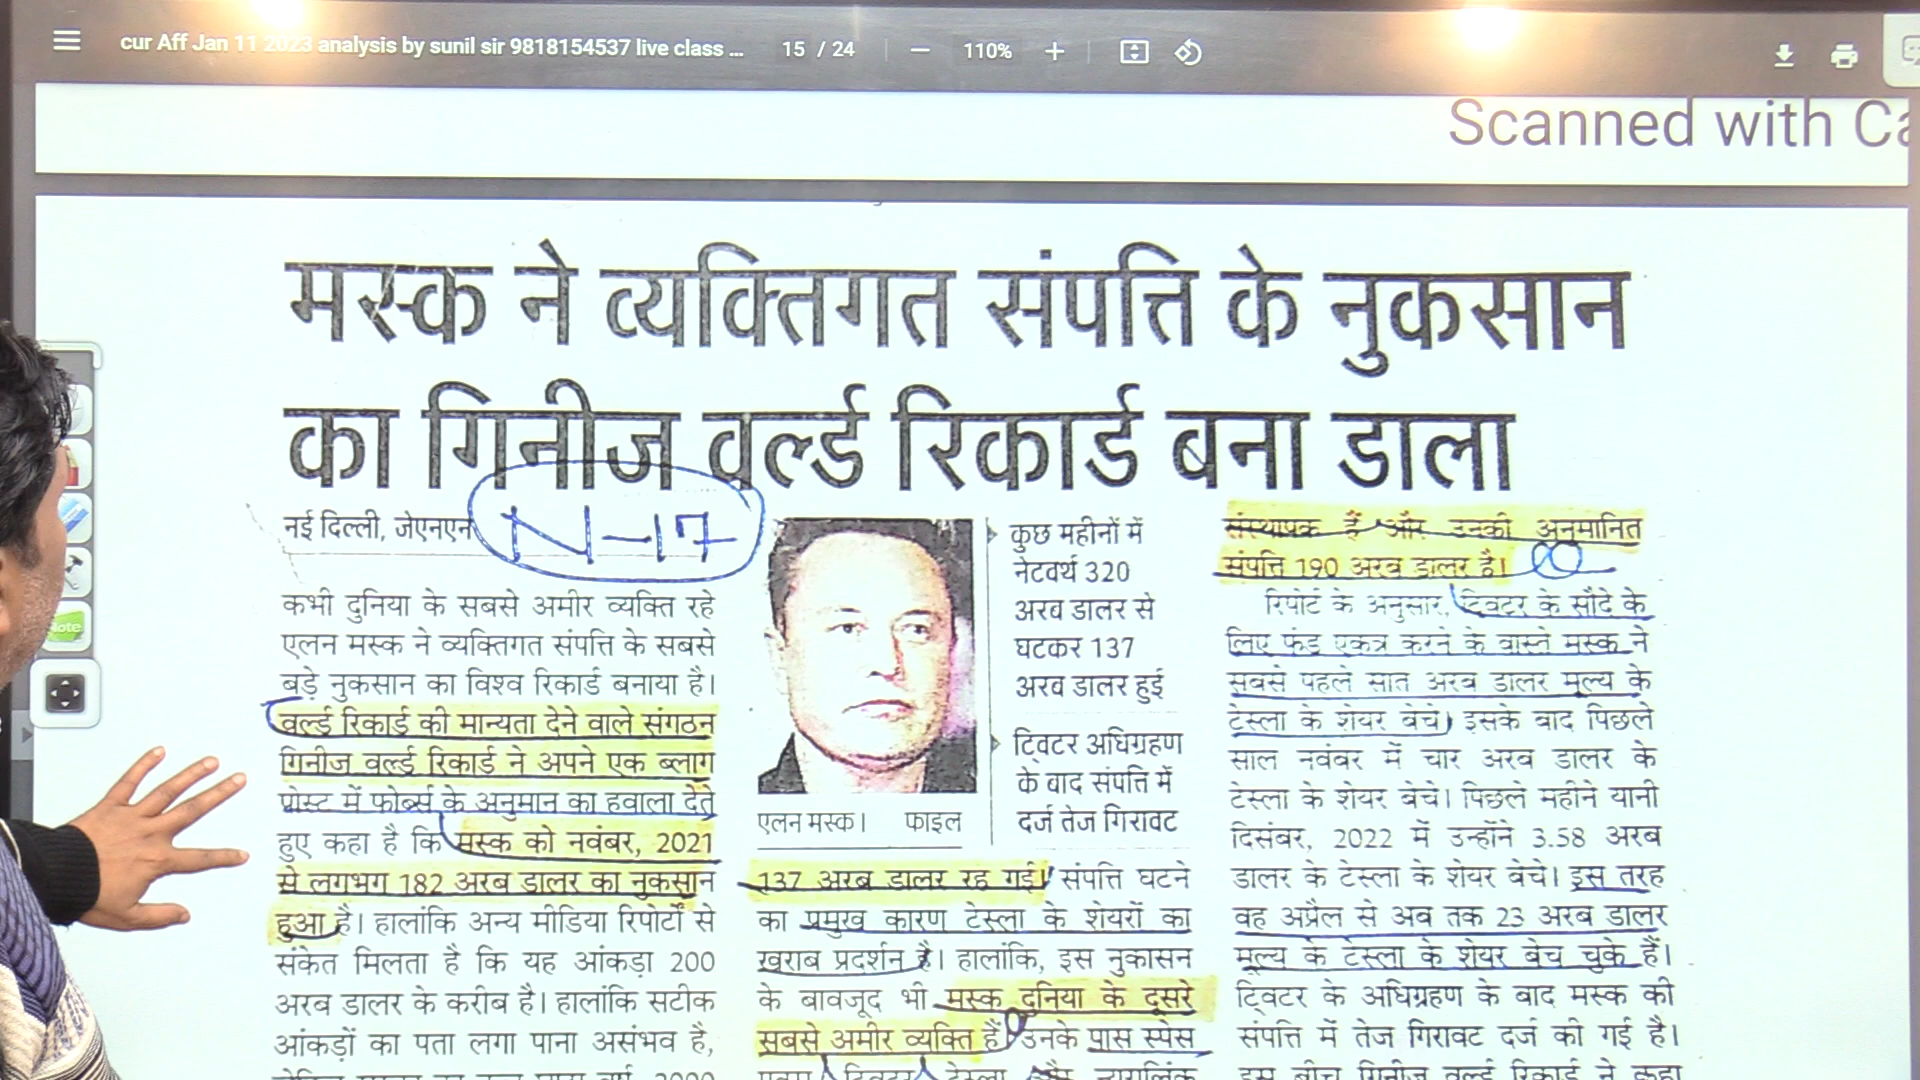 cur Aff Jan 11 2023 analysis by sunil sir 9818154537 live class ...
15 / 24
110%
Scanned with Ca
मस्क ने व्यक्तिगत संपत्ति के नुकसान
का गिनीज वर्ल्ड रिकार्ड बना डाला
नई दिल्ली, जेएनएन
N-17
कभी दुनिया के सबसे अमीर व्यक्ति रहे
एलन मस्क ने व्यक्तिगत संपत्ति के सबसे
बड़े नुकसान का विश्व रिकार्ड बनाया है।
वर्ल्ड रिकार्ड की मान्यता देने वाले संगठन
गिनीज वर्ल्ड रिकार्ड ने अपने एक ब्लाग
पोस्ट में फोर्ब्स के अनुमान का हवाला देते
हुए कहा है कि मस्क को नवंबर, 2021
से लगभग 182 अरब डालर का नुकसान
हुआ है। हालांकि अन्य मीडिया रिपोर्टों से
संकेत मिलता है कि यह आंकड़ा 200
अरब डालर के करीब है। हालांकि सटीक
आंकड़ों का पता लगा पाना असंभव है,
एलन मस्क। फाइल
कुछ महीनों में
नेटवर्थ 320
अरब डालर से
घटकर 137
अरब डालर हुई
ट्विटर अधिग्रहण
के बाद संपत्ति में
दर्ज तेज गिरावट
137 अरब डालर रह गई। संपत्ति घटने
का प्रमुख कारण टेस्ला के शेयरों का
खराब प्रदर्शन है। हालांकि, इस नुकासन
के बावजूद भी मस्क दुनिया के दूसरे
सबसे अमीर व्यक्ति हैं। उनके पास स्पेस
ट्विटर, टेस्ला और न्यूरालिंक
संस्थापक हैं और उनकी अनुमानित
संपत्ति 190 अरब डालर है।
रिपोर्ट के अनुसार, ट्विटर के सौदे के
लिए फंड एकत्र करने के वास्ते मस्क ने
सबसे पहले सात अरब डालर मूल्य के
टेस्ला के शेयर बेचे। इसके बाद पिछले
साल नवंबर में चार अरब डालर के
टेस्ला के शेयर बेचे। पिछले महीने यानी
दिसंबर, 2022 में उन्होंने 3.58 अरब
डालर के टेस्ला के शेयर बेचे। इस तरह
वह अप्रैल से अब तक 23 अरब डालर
मूल्य के टेस्ला के शेयर बेच चुके हैं।
ट्विटर के अधिग्रहण के बाद मस्क की
संपत्ति में तेज गिरावट दर्ज की गई है।
इस बीच गिनीज वर्ल्ड रिकार्ड ने कहा